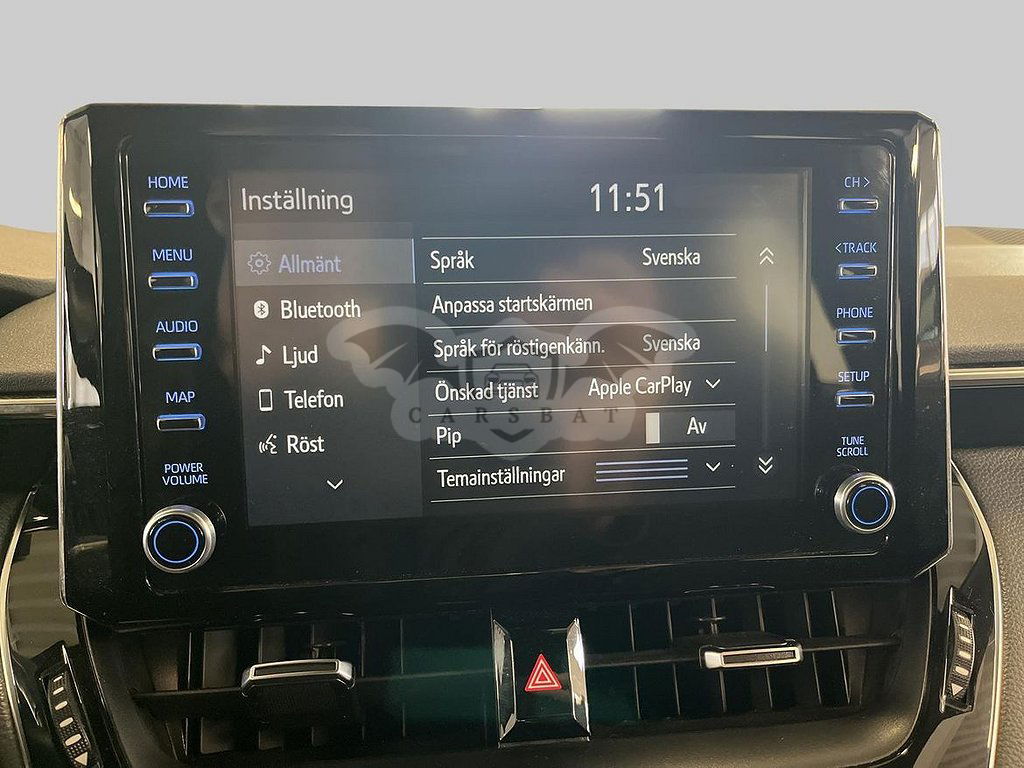 HOME
MENU
AUDIO
MAP
POWER
VOLUME
Inställning
11:51
Allmänt
Bluetooth
Ljud
Telefon
Röst
Språk Svenska
Anpassa startskärmen
Språk för röstigenkänn. Svenska
Önskad tjänst Apple CarPlay
Pip Av
Temainställningar
CARSBAT
CH >
< TRACK
PHONE
SETUP
TUNE
SCROLL